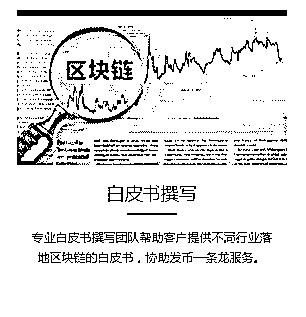 区块链
白皮书撰写
专业白皮书撰写团队帮助客户提供不同行业落
地区块链的白皮书，协助发币一条龙服务。